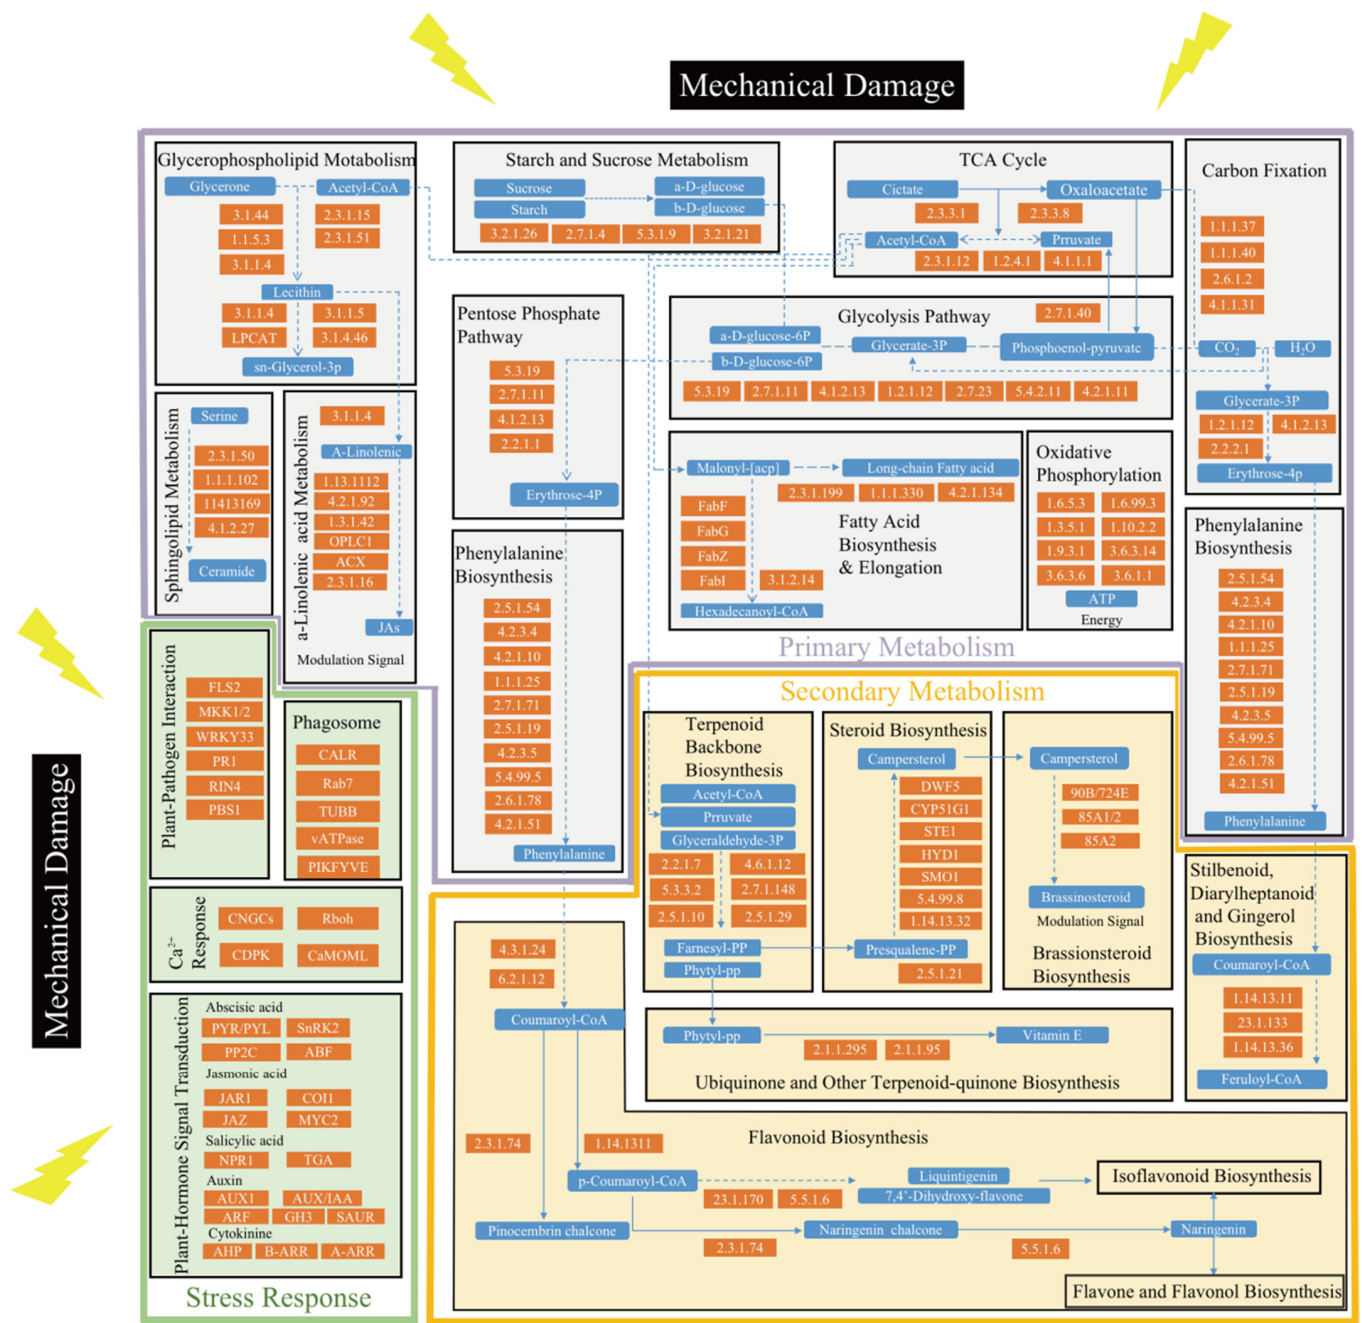 Mechanical Damage
Glycerophospholipid Motabolism
Glycerone
Acetyl-CoA
3.1.44
2.3.1.15
1.1.5.3
2.3.1.51
3.1.1.4
Lecithin
3.1.1.4
3.1.1.5
LPCAT
3.1.4.46
sn-Glycerol-3p
Starch and Sucrose Metabolism
Sucrose
a-D-glucose
Starch
b-D-glucose
3.2.1.26
2.7.1.4
5.3.1.9
3.2.1.21
TCA Cycle
Cictate
Oxaloacetate
2.3.3.1
2.3.3.8
Acetyl-CoA
Prruvate
2.3.1.12
1.2.4.1
4.1.1.1
Carbon Fixation
1.1.1.37
1.1.1.40
2.6.1.2
4.1.1.31
CO2
H2O
Glycerate-3P
1.2.1.12
4.1.2.13
2.2.2.1
Erythrose-4p
Pentose Phosphate
Pathway
5.3.19
2.7.1.11
4.1.2.13
2.2.1.1
Erythrose-4P
Glycolysis Pathway
2.7.1.40
a-D-glucose-6P
Glycerate-3P
Phosphoenol-pyruvatc
b-D-glucose-6P
5.3.19
2.7.1.11
4.1.2.13
1.2.1.12
2.7.23
5.4.2.11
4.2.1.11
Sphingolipid Metabolism
Serine
2.3.1.50
1.1.1.102
11413169
4.1.2.27
Ceramide
a-Linolenic acid Metabolism
3.1.1.4
A-Linolenic
1.13.1112
4.2.1.92
1.3.1.42
OPLC1
ACX
2.3.1.16
JAs
Modulation Signal
Malonyl-[acp]
Long-chain Fatty acid
2.3.1.199
1.1.1.330
4.2.1.134
FabF
FabG
FabZ
FabI
3.1.2.14
Fatty Acid
Biosynthesis
& Elongation
Hexadecanoyl-CoA
Oxidative
Phosphorylation
1.6.5.3
1.6.99.3
1.3.5.1
1.10.2.2
1.9.3.1
3.6.3.14
3.6.3.6
3.6.1.1
ATP
Energy
Phenylalanine
Biosynthesis
2.5.1.54
4.2.3.4
4.2.1.10
1.1.1.25
2.7.1.71
2.5.1.19
4.2.3.5
5.4.99.5
2.6.1.78
4.2.1.51
Phenylalanine
Phenylalanine
Biosynthesis
2.5.1.54
4.2.3.4
4.2.1.10
1.1.1.25
2.7.1.71
2.5.1.19
4.2.3.5
5.4.99.5
2.6.1.78
4.2.1.51
Phenylalanine
Primary Metabolism
Secondary Metabolism
Mechanical Damage
Plant-Pathogen Interaction
FLS2
MKK1/2
WRKY33
PR1
RIN4
PBS1
Phagosome
CALR
Rab7
TUBB
vATPase
PIKFYVE
Ca2+
Response
CNGCs
Rboh
CDPK
CaMOML
Plant-Hormone Signal Transduction
Abscisic acid
PYR/PYL
SnRK2
PP2C
ABF
Jasmonic acid
JAR1
COI1
JAZ
MYC2
Salicylic acid
NPR1
TGA
Auxin
AUX1
AUX/IAA
ARF
GH3
SAUR
Cytokinine
AHP
B-ARR
A-ARR
Stress Response
Terpenoid
Backbone
Biosynthesis
Acetyl-CoA
Prruvate
Glyceraldehyde-3P
2.2.1.7
4.6.1.12
5.3.3.2
2.7.1.148
2.5.1.10
2.5.1.29
Farnesyl-PP
Phytyl-pp
Steroid Biosynthesis
Campersterol
DWF5
CYP51G1
STE1
HYD1
SMO1
5.4.99.8
1.14.13.32
Presqualene-PP
2.5.1.21
Campersterol
90B/724E
85A1/2
85A2
Brassinosteroid
Modulation Signal
Brassionsteroid
Biosynthesis
Stilbenoid,
Diarylheptanoid
and Gingerol
Biosynthesis
Coumaroyl-CoA
1.14.13.11
23.1.133
1.14.13.36
Feruloyl-CoA
Phytyl-pp
Vitamin E
2.1.1.295
2.1.1.95
Ubiquinone and Other Terpenoid-quinone Biosynthesis
4.3.1.24
6.2.1.12
Coumaroyl-CoA
2.3.1.74
1.14.1311
Flavonoid Biosynthesis
p-Coumaroyl-CoA
Liquintigenin
7,4'-Dihydroxy-flavone
Isoflavonoid Biosynthesis
23.1.170
5.5.1.6
Pinocembrin chalcone
Naringenin chalcone
Naringenin
2.3.1.74
5.5.1.6
Flavone and Flavonol Biosynthesis